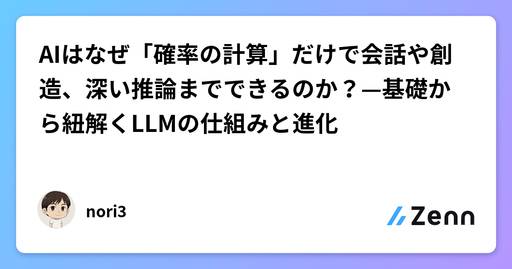 AIはなぜ「確率の計算」だけで会話や創
造、深い推論までできるのか？—基礎か
ら紐解くLLMの仕組みと進化
nori3
Zenn